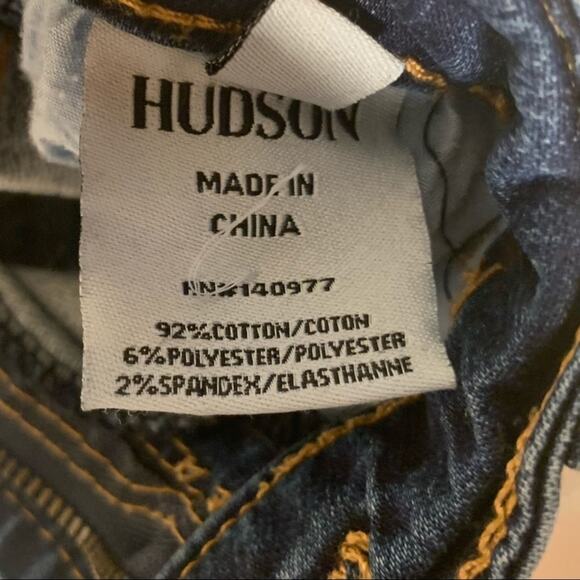 HUDSON
MADE IN
CHINA
RN#140977
92%COTTON/COTON
6%POLYESTER/POLYESTER
2%SPANDEX/ELASTHANNE